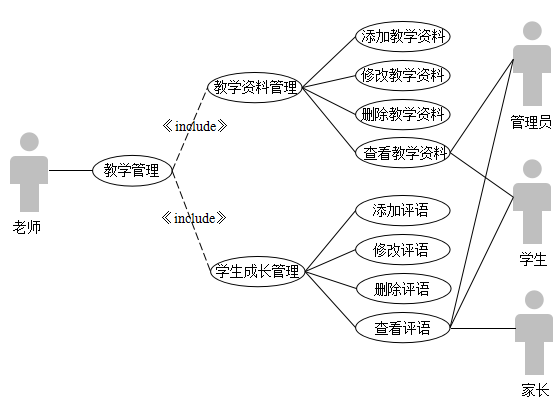 添加教学资料
修改教学资料
删除教学资料
查看教学资料
教学资料管理
管理员
《include》
教学管理
老师
《include》
添加评语
修改评语
删除评语
查看评语
学生成长管理
学生
家长